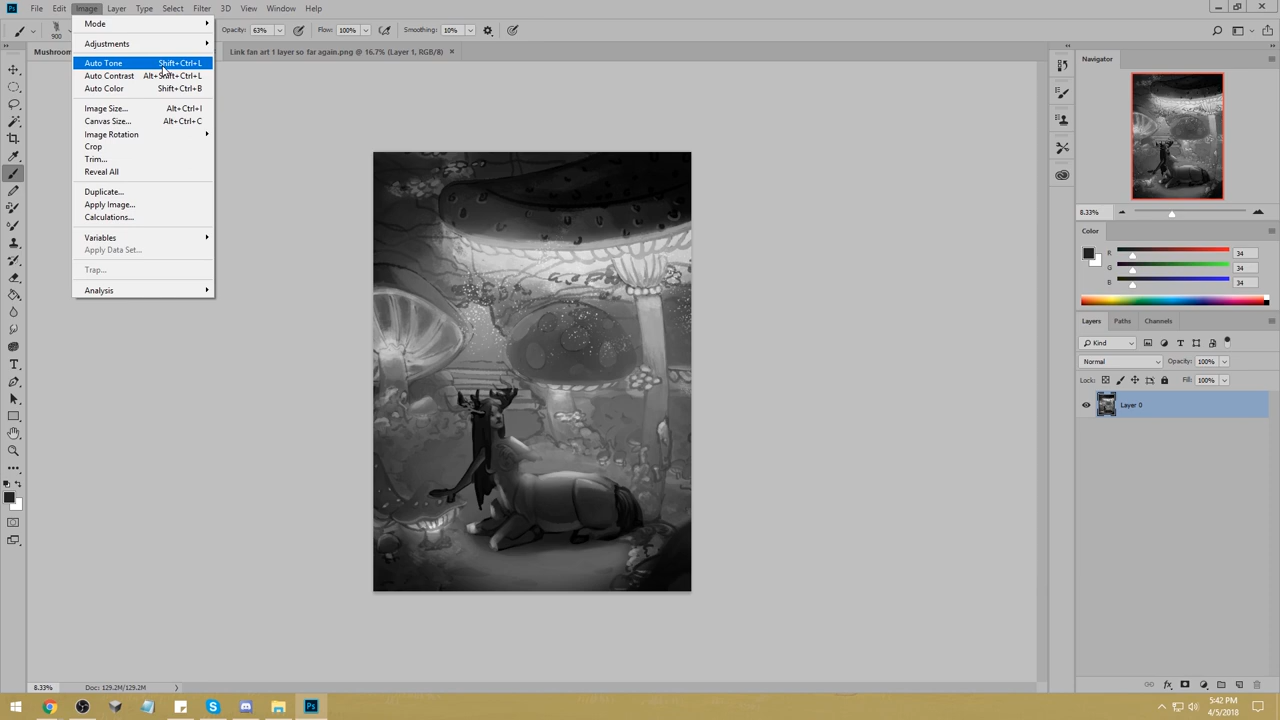 Ps File Edit Image Layer Type Select Filter 3D View Window Help
900 Opacity: 63% Flow: 100% Smoothing: 10%
Mushroom
Link fan art 1 layer so far again.png @ 16.7% (Layer 1, RGB/8) ×
Mode
Adjustments
Auto Tone Shift+Ctrl+L
Auto Contrast Alt+Shift+Ctrl+L
Auto Color Shift+Ctrl+B
Image Size... Alt+Ctrl+I
Canvas Size... Alt+Ctrl+C
Image Rotation
Crop
Trim...
Reveal All
Duplicate...
Apply Image...
Calculations...
Variables
Apply Data Set...
Trap...
Analysis
Navigator
8.33%
Color
R 34
G 34
B 34
Layers Paths Channels
Kind
Normal Opacity: 100%
Lock: Fill: 100%
Layer 0
fx
8.33% Doc: 129.2M/129.2M
Ps
5:42 PM
4/5/2018